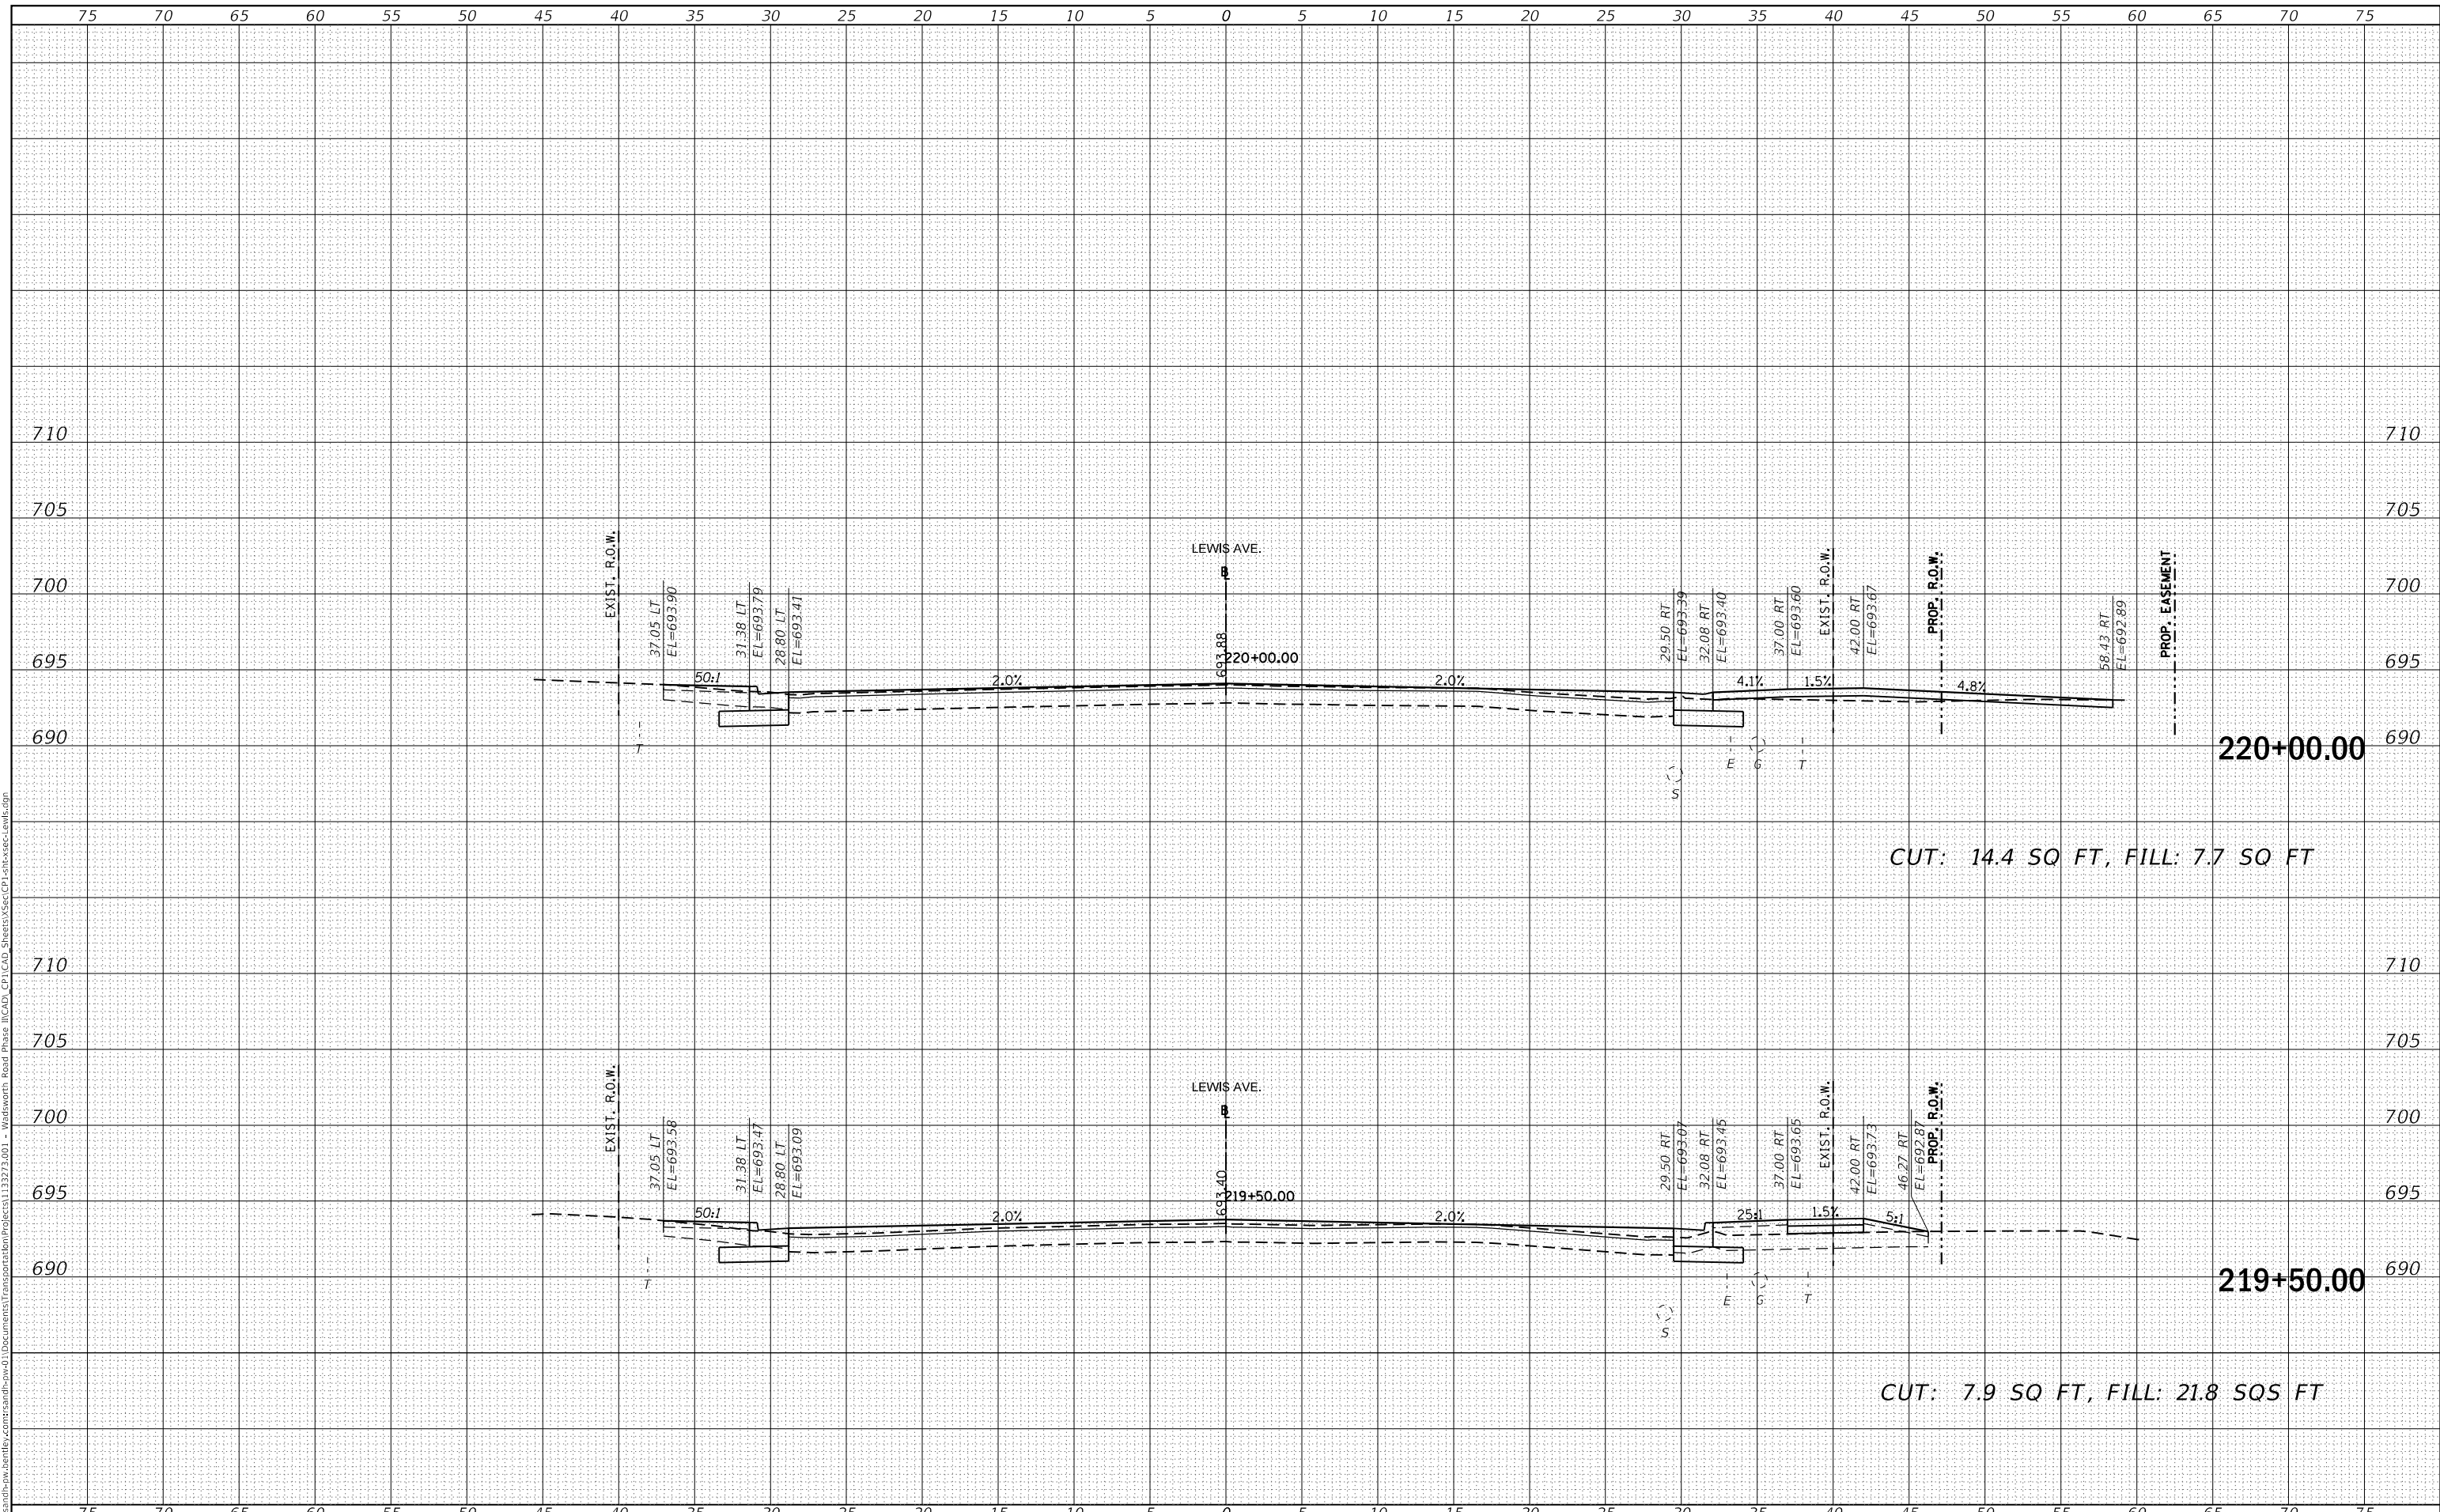 75 70 65 60 55 50 45 40 35 30 25 20 15 10 5 0 5 10 15 20 25 30 35 40 45 50 55 60 65 70 75
710 710
705 705
EXIST. R.O.W.
LEWIS AVE.
B
700 700
37.05 LT
EL=693.90
31.38 LT
EL=693.79
28.80 LT
EL=693.41
693.88
220+00.00
29.50 RT
EL=693.39
32.08 RT
EL=693.40
37.00 RT
EL=693.60
EXIST. R.O.W.
42.00 RT
EL=693.67
PROP. R.O.W.
58.43 RT
EL=692.89
PROP. EASEMENT
695 695
50:1 2.0% 2.0% 4.1% 1.5% 4.8%
690 690
T E G T
S
220+00.00
CUT: 14.4 SQ FT, FILL: 7.7 SQ FT
710 710
705 705
EXIST. R.O.W.
LEWIS AVE.
B
700 700
37.05 LT
EL=693.58
31.38 LT
EL=693.47
28.80 LT
EL=693.09
693.40
219+50.00
29.50 RT
EL=693.07
32.08 RT
EL=693.45
37.00 RT
EL=693.65
EXIST. R.O.W.
42.00 RT
EL=693.73
46.27 RT
EL=692.87
PROP. R.O.W.
695 695
50:1 2.0% 2.0% 25:1 1.5% 5:1
690 690
T E G T
S
219+50.00
CUT: 7.9 SQ FT, FILL: 21.8 SQS FT
75 70 65 60 55 50 45 40 35 30 25 20 15 10 5 0 5 10 15 20 25 30 35 40 45 50 55 60 65 70 75